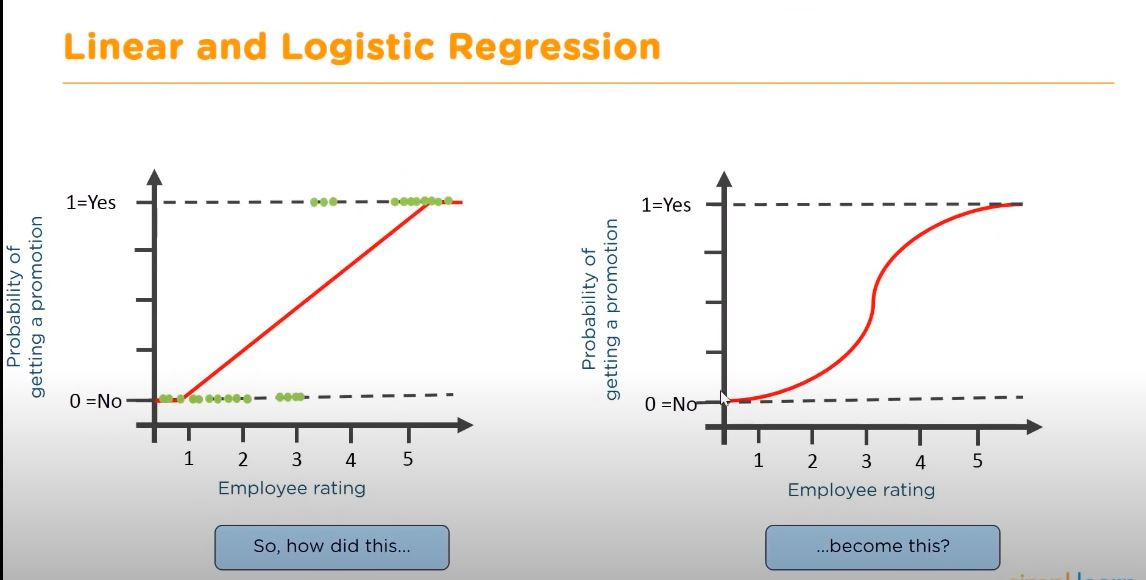 Linear and Logistic Regression
1=Yes
0 =No
Probability of
getting a promotion
1 2 3 4 5
Employee rating
So, how did this...
1=Yes
0 =No
Probability of
getting a promotion
1 2 3 4 5
Employee rating
...become this?